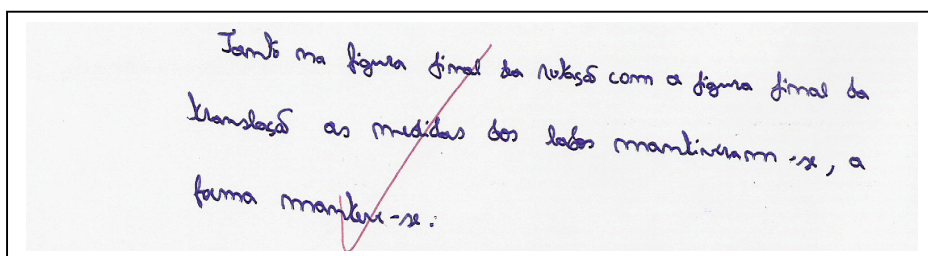 Tanto na figura final da rotação com a figura final da
translação as medidas dos lados mantiveram-se, a
forma manteve-se.